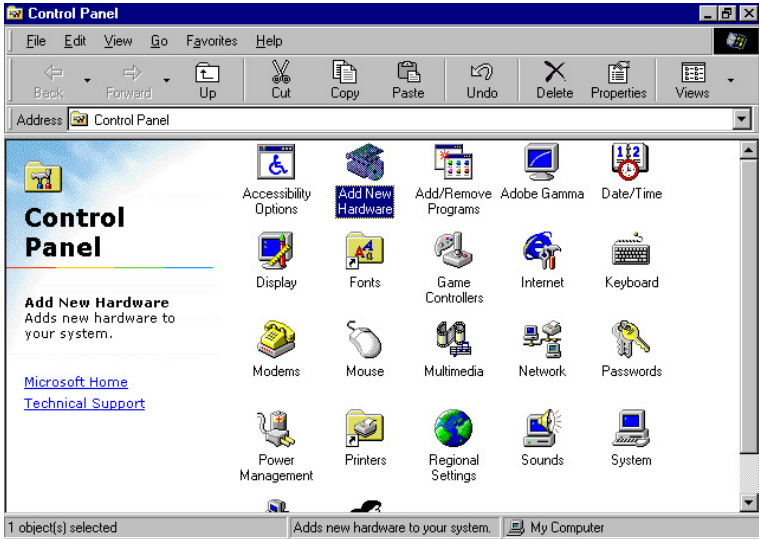 Control Panel
File Edit View Go Favorites Help
Back Forward Up Cut Copy Paste Undo Delete Properties Views
Address Control Panel
Control
Panel
Add New Hardware
Adds new hardware to
your system.
Microsoft Home
Technical Support
Accessibility
Options
Add New
Hardware
Add/Remove
Programs
Adobe Gamma
Date/Time
12
Display
Fonts
Game
Controllers
Internet
Keyboard
Modems
Mouse
Multimedia
Network
Passwords
Power
Management
Printers
Regional
Settings
Sounds
System
1 object(s) selected
Adds new hardware to your system.
My Computer